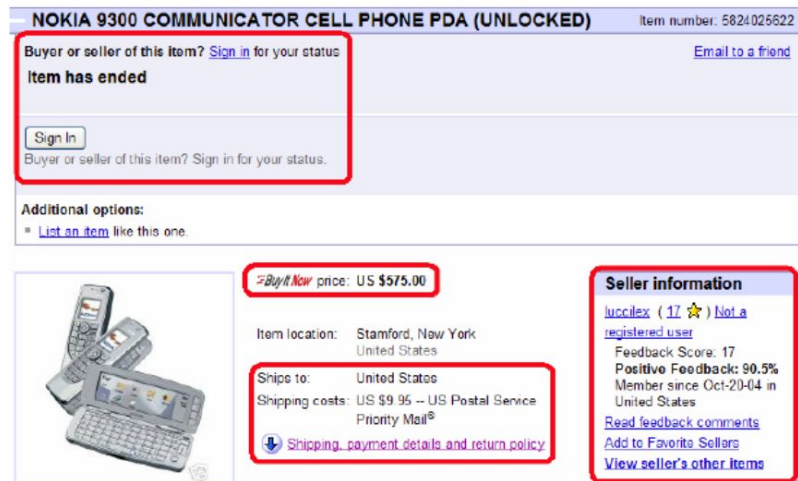 NOKIA 9300 COMMUNICATOR CELL PHONE PDA (UNLOCKED)
Item number: 5824025622
Buyer or seller of this item? Sign in for your status
Email to a friend
Item has ended
Sign In
Buyer or seller of this item? Sign in for your status.
Additional options:
List an item like this one.
Buy It Now price: US $575.00
Item location: Stamford, New York
United States
Ships to: United States
Shipping costs: US $9.95 -- US Postal Service
Priority Mail®
Shipping, payment details and return policy
Seller information
luccilex ( 17 ) Not a
registered user
Feedback Score: 17
Positive Feedback: 90.5%
Member since Oct-20-04 in
United States
Read feedback comments
Add to Favorite Sellers
View seller's other items